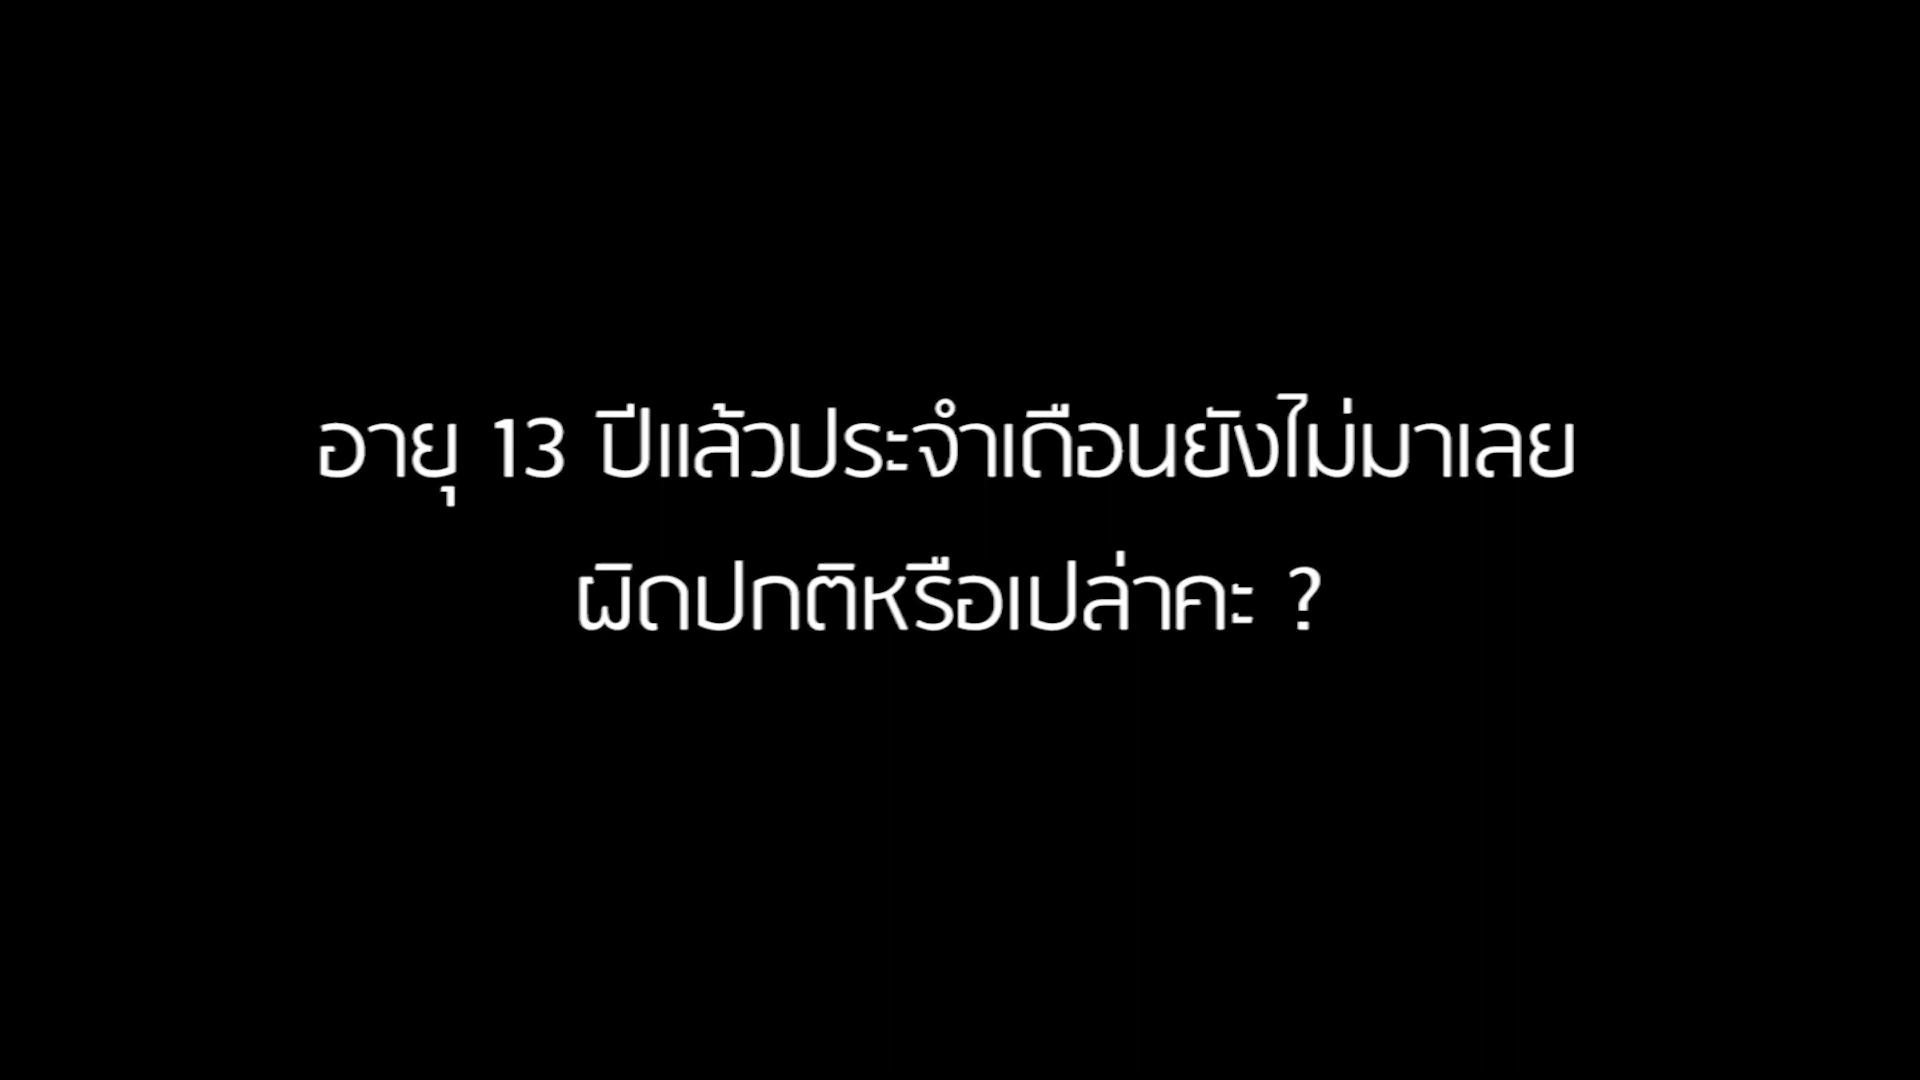 อายุ 13 ปีแล้วประจำเดือนยังไม่มาเลย
ผิดปกติหรือเปล่าคะ ?